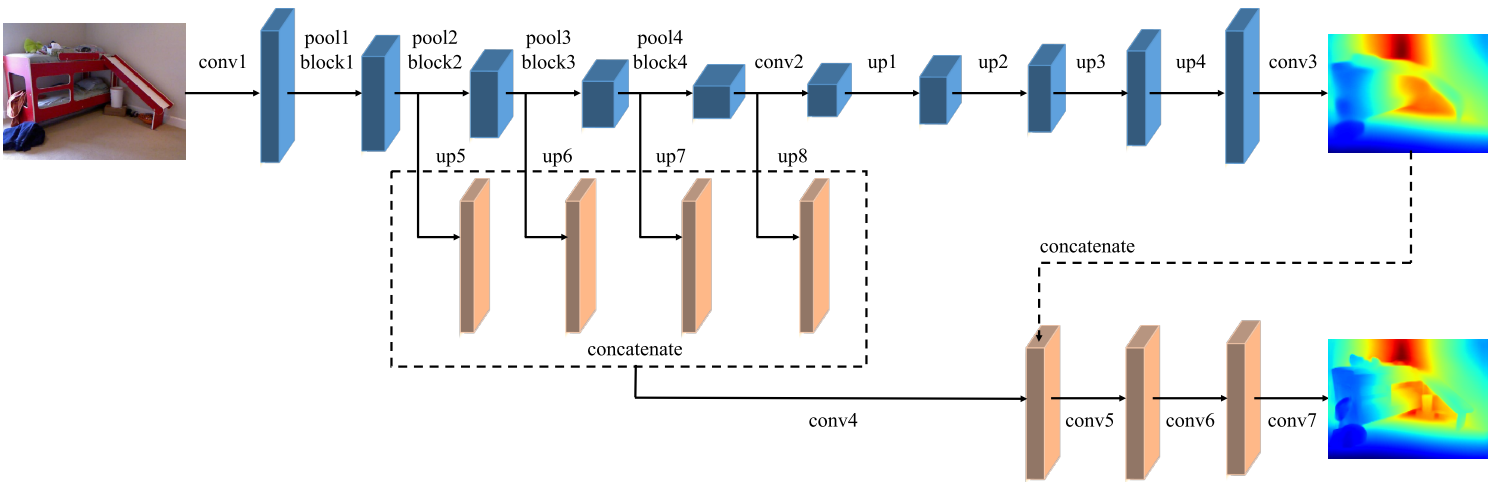 conv1
pool1
block1
pool2
block2
pool3
block3
pool4
block4
conv2
up1
up2
up3
up4
conv3
up5
up6
up7
up8
concatenate
concatenate
conv4
conv5
conv6
conv7